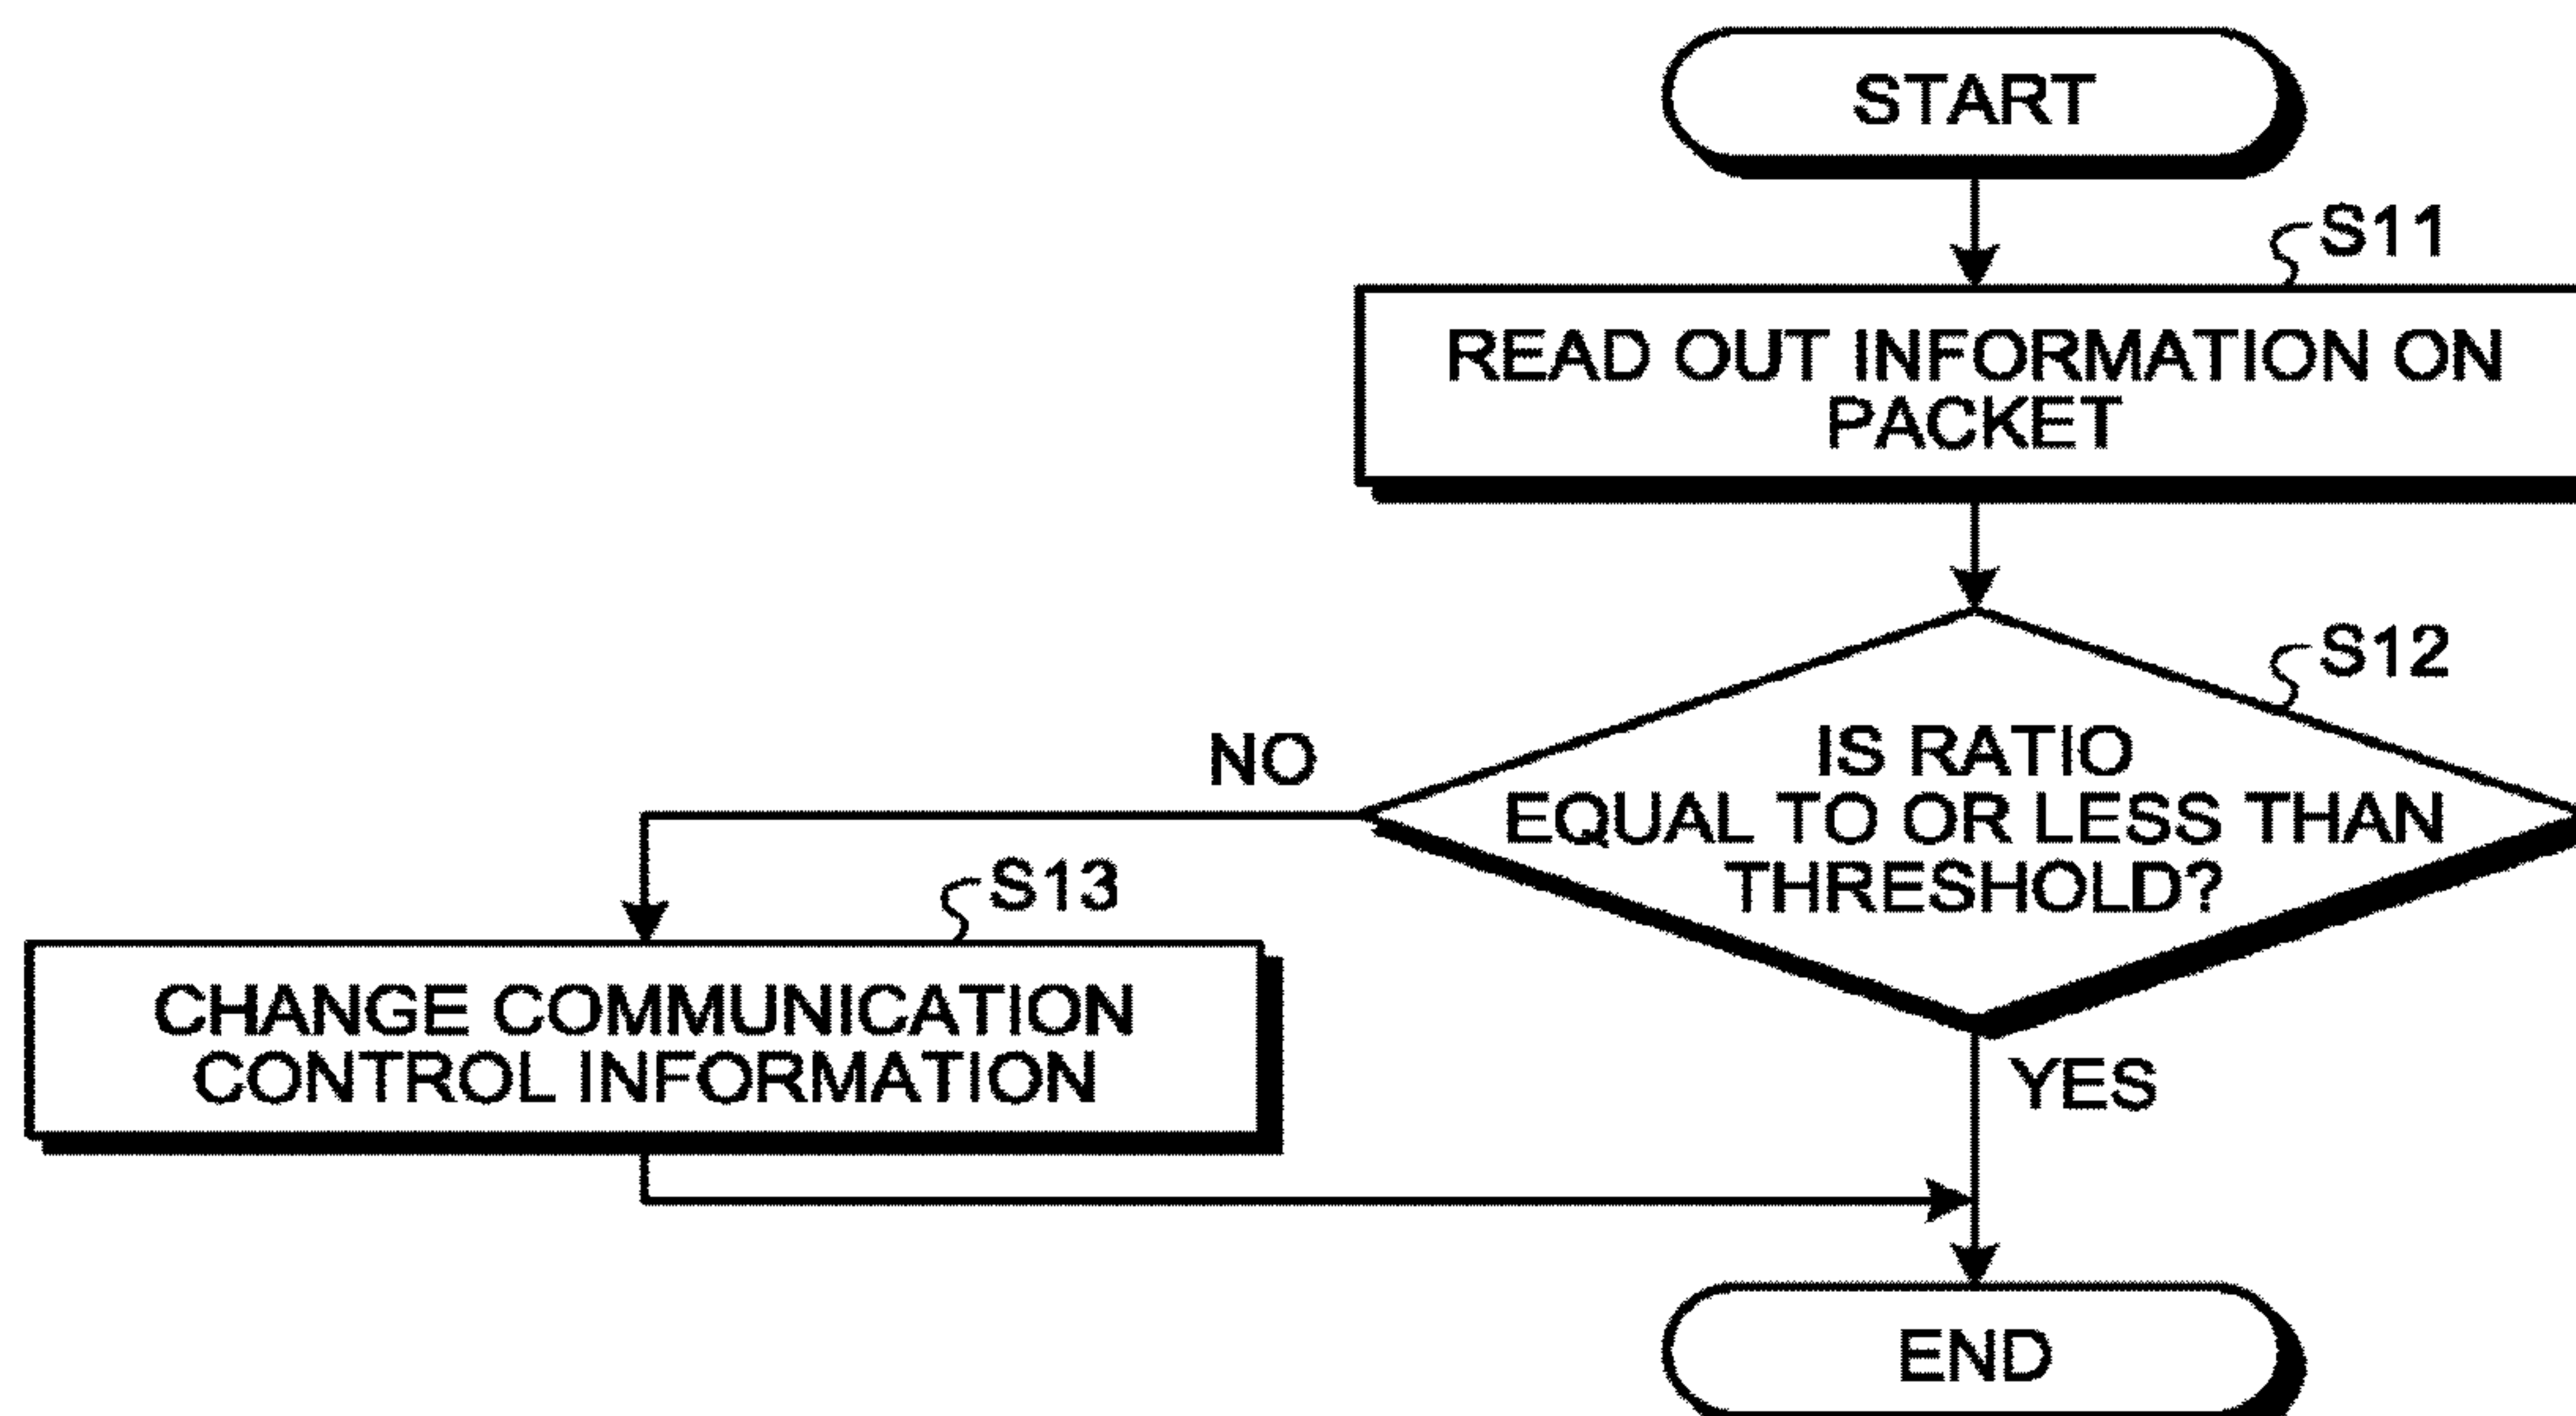 START
S11
READ OUT INFORMATION ON
PACKET
S12
NO
IS RATIO
EQUAL TO OR LESS THAN
THRESHOLD?
S13
CHANGE COMMUNICATION
CONTROL INFORMATION
YES
END